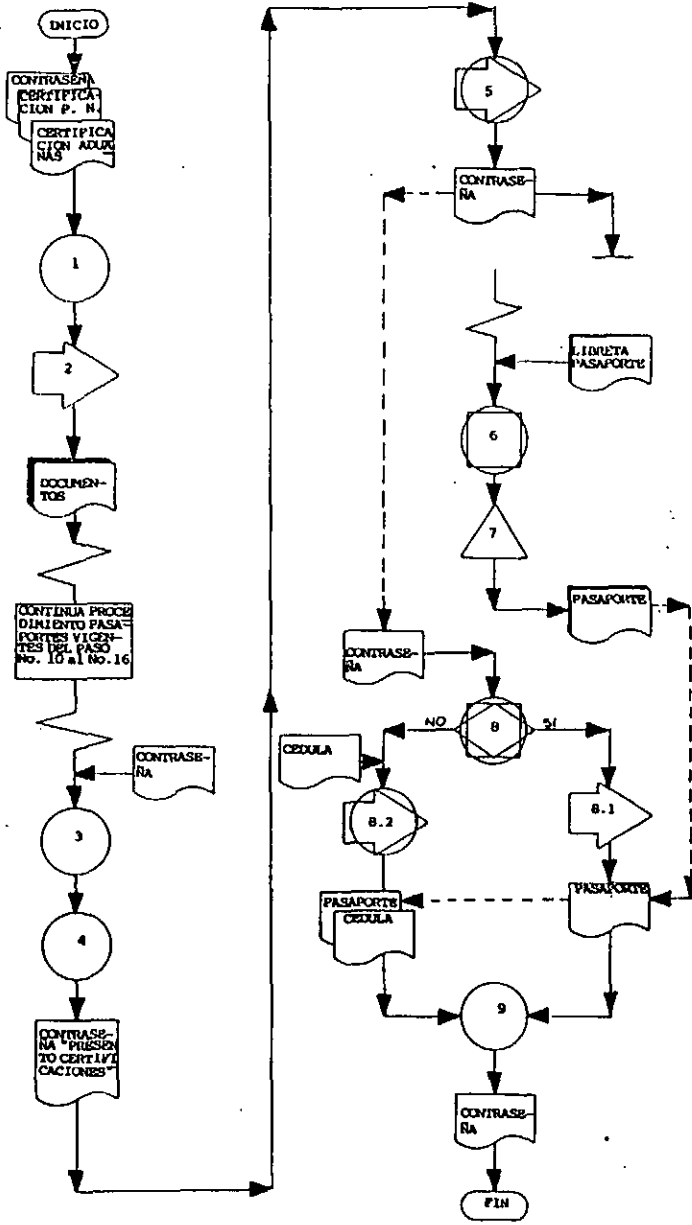 INICIO
CONTRASEÑA
CERTIFICA-
CION P. N.
CERTIFICA
CION ADUA
NAS
1
2
DOCUMEN-
TOS
CONTINUA PROCE
DIMIENTO PASA-
PORTES VIGEN-
TES DEL PASO
No. 10 al No.16
CONTRASE-
ÑA
3
4
CONTRASE-
ÑA "PRESEN
TO CERTIFI
CACIONES"
5
CONTRASE-
ÑA
LIBRETA
PASAPORTE
6
7
PASAPORTE
CONTRASE-
ÑA
NO
8
SI
CEDULA
8.2
8.1
PASAPORTE
CEDULA
PASAPORTE
9
CONTRASE-
ÑA
FIN